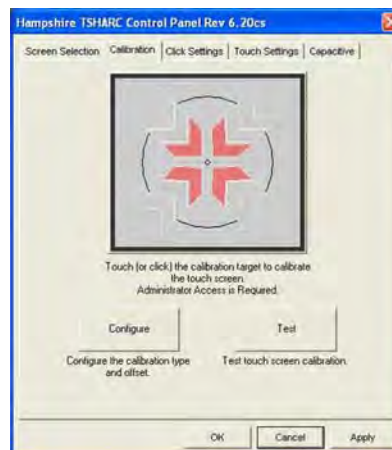 Hampshire TSHARC Control Panel Rev 6.20cs
Screen Selection Calibration Click Settings Touch Settings Capacitive
Touch (or click) the calibration target to calibrate
the touch screen.
Administrator Access is Required.
Configure Test
Configure the calibration type Test touch screen calibration.
and offset.
OK Cancel Apply